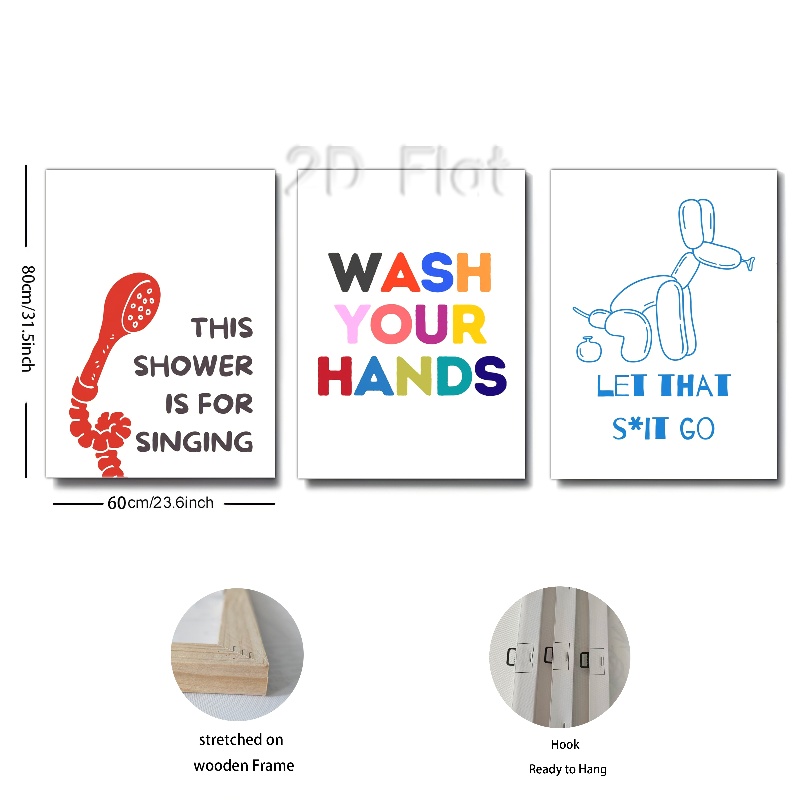 2D Flat
80cm/31.5inch
THIS
SHOWER
IS FOR
SINGING
WASH
YOUR
HANDS
LET THAT
S*IT GO
60cm/23.6inch
stretched on
wooden Frame
Hook
Ready to Hang